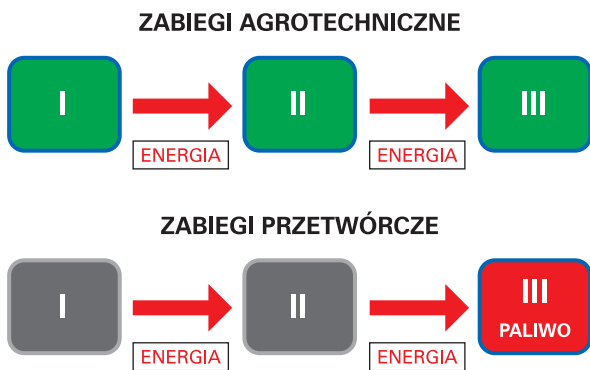 ZABIEGI AGROTECHNICZNE
I II III
ENERGIA ENERGIA
ZABIEGI PRZETWÓRCZE
I II III
PALIWO
ENERGIA ENERGIA